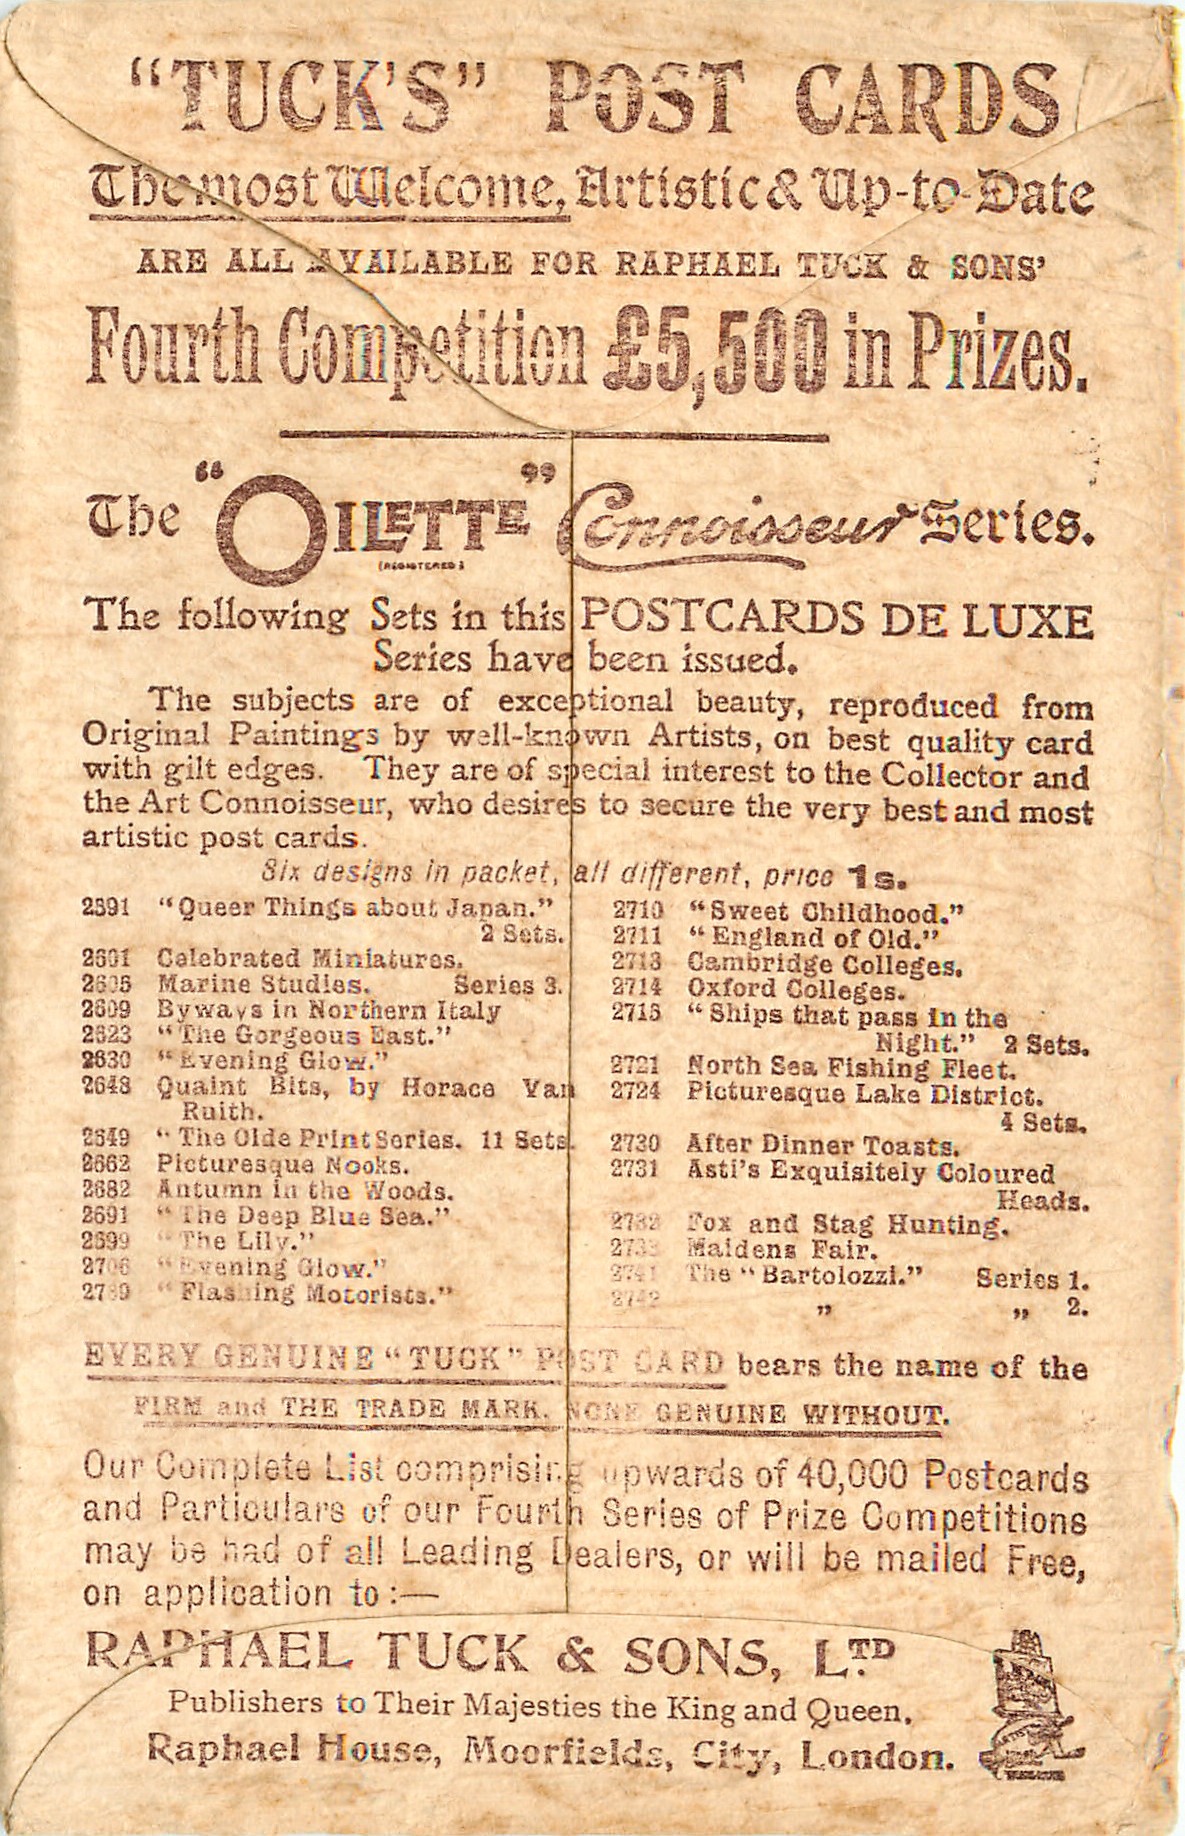 "TUCK'S" POST CARDS
The most Welcome, Artistic & Up-to-Date
ARE ALL AVAILABLE FOR RAPHAEL TUCK & SONS'
Fourth Competition £5,500 in Prizes.
The "OILETTE" Connoisseur Series.
(REGISTERED)
The following Sets in this POSTCARDS DE LUXE
Series have been issued.
The subjects are of exceptional beauty, reproduced from
Original Paintings by well-known Artists, on best quality card
with gilt edges. They are of special interest to the Collector and
the Art Connoisseur, who desires to secure the very best and most
artistic post cards.
Six designs in packet, all different, price 1s.
"Queer Things about Japan."
2 Sets.
2601 Celebrated Miniatures.
2605 Marine Studies. Series 3.
2609 Byways in Northern Italy
2623 "The Gorgeous East."
2630 "Evening Glow."
2648 Quaint Bits, by Horace Van
Ruith.
2649 "The Olde Print Series. 11 Sets.
2662 Picturesque Nooks.
2682 Autumn in the Woods.
2691 "The Deep Blue Sea."
2699 "The Lily."
2706 "Evening Glow."
"Flashing Motorists."
2710 "Sweet Childhood."
2711 "England of Old."
2713 Cambridge Colleges.
2714 Oxford Colleges.
"Ships that pass in the
Night." 2 Sets.
2721 North Sea Fishing Fleet.
2724 Picturesque Lake District.
4 Sets.
2730 After Dinner Toasts.
2731 Asti's Exquisitely Coloured
Heads.
2732 Fox and Stag Hunting.
2733 Maidens Fair.
2741 The "Bartolozzi." Series 1.
2742 " " 2.
EVERY GENUINE "TUCK" POST CARD bears the name of the
FIRM and THE TRADE MARK. NONE GENUINE WITHOUT.
Our Complete List comprising upwards of 40,000 Postcards
and Particulars of our Fourth Series of Prize Competitions
may be had of all Leading Dealers, or will be mailed Free,
on application to:—
RAPHAEL TUCK & SONS, LTD
Publishers to Their Majesties the King and Queen.
Raphael House, Moorfields, City, London.